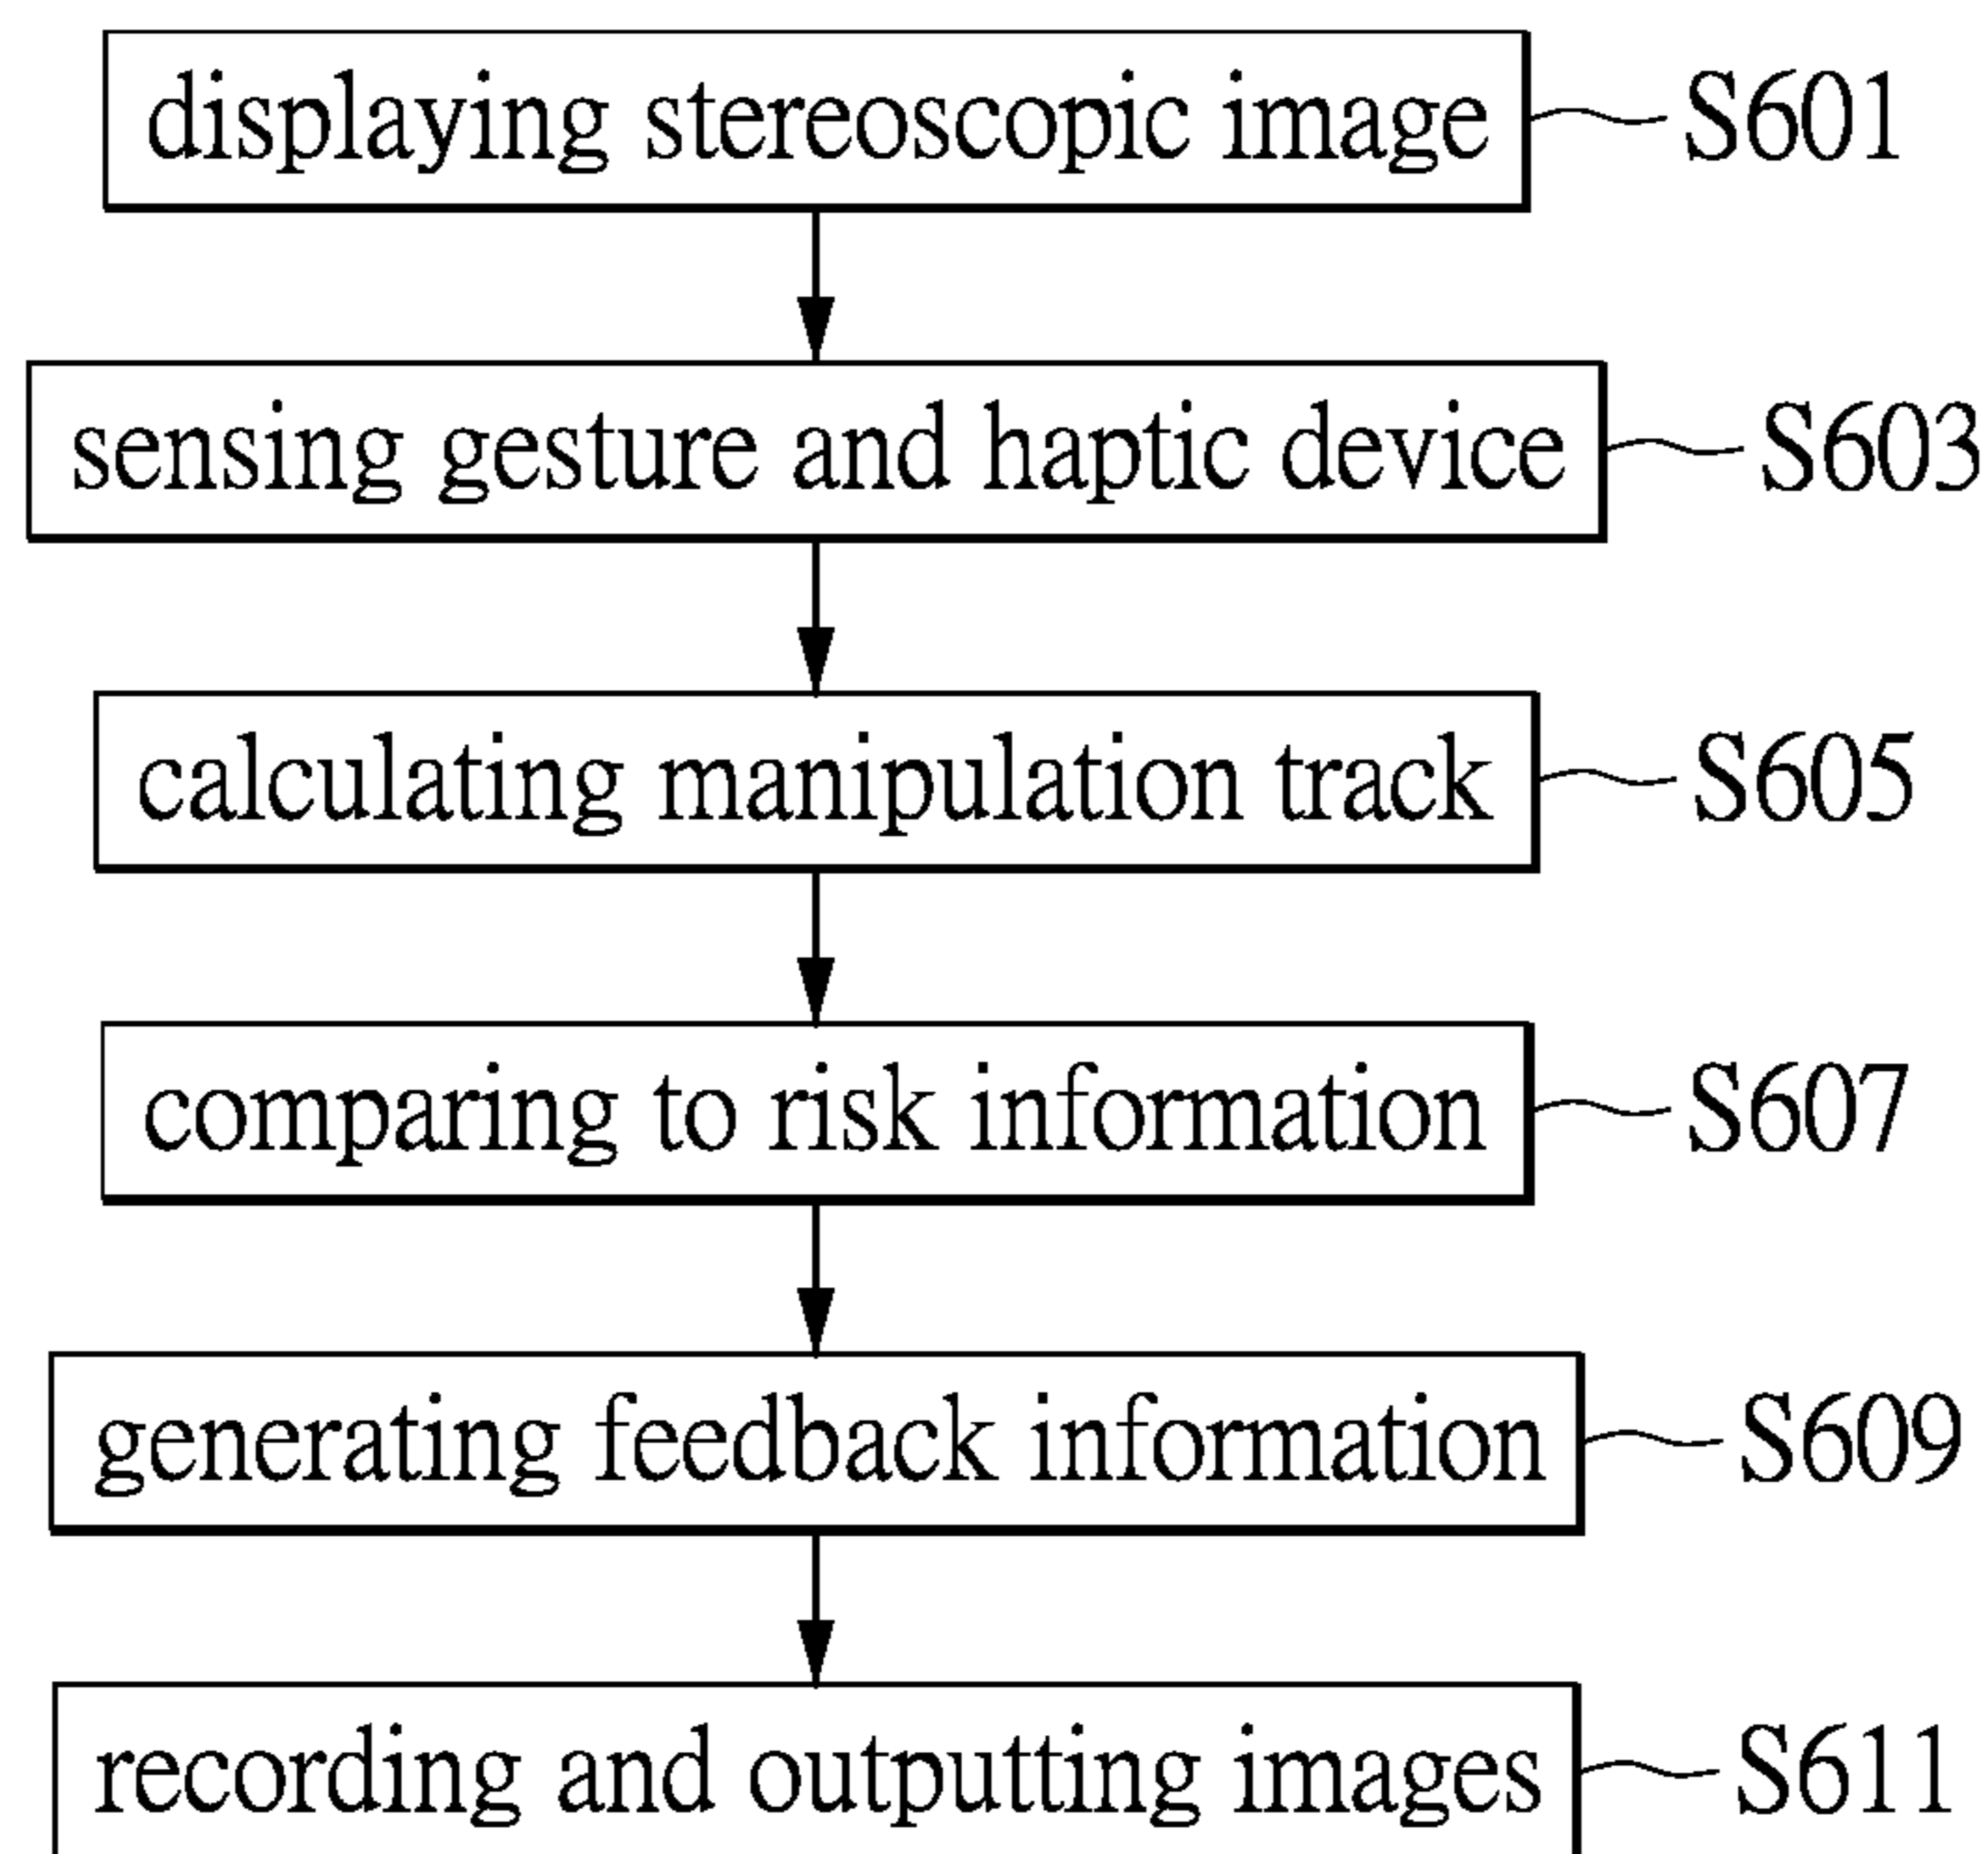 displaying stereoscopic image S601
sensing gesture and haptic device S603
calculating manipulation track S605
comparing to risk information S607
generating feedback information S609
recording and outputting images S611